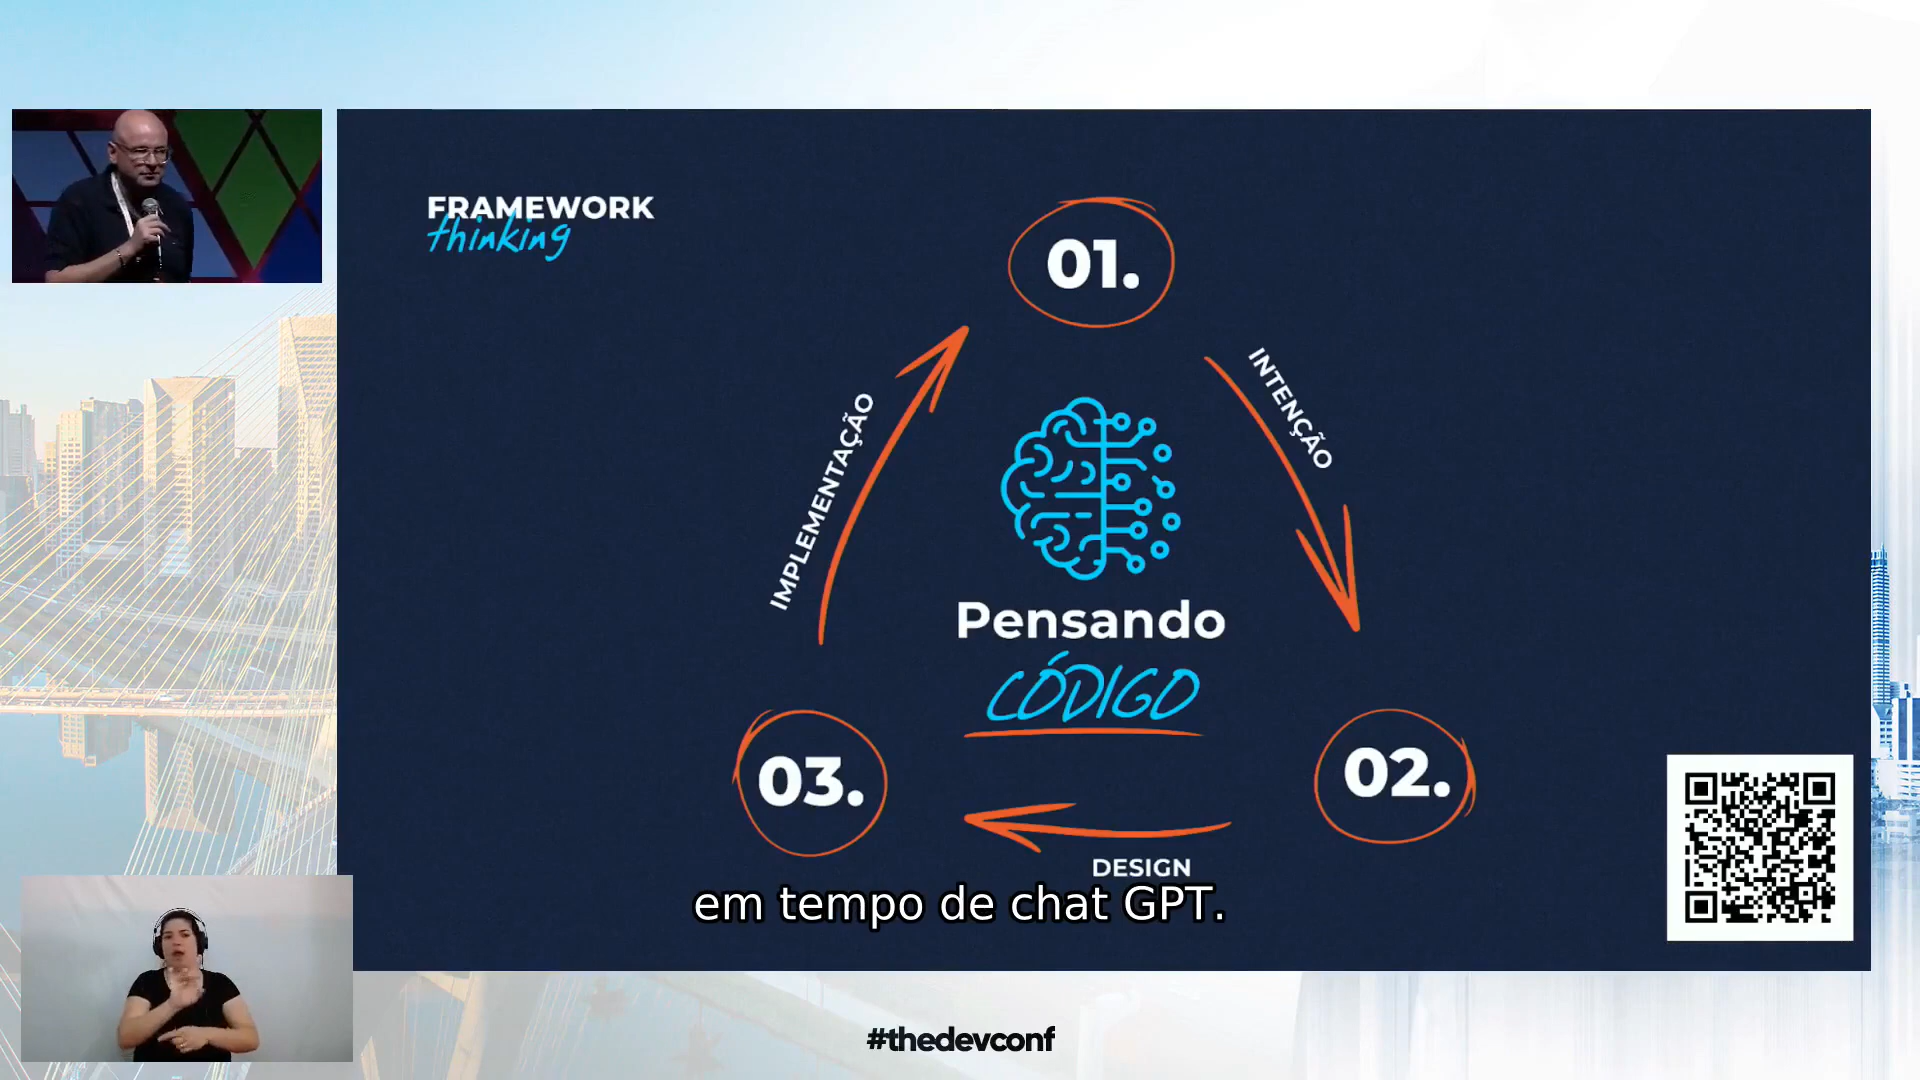 FRAMEWORK
thinking
01.
INTENÇÃO
IMPLEMENTAÇÃO
Pensando
CÓDIGO
03.
02.
DESIGN
em tempo de chat GPT.
#thedevconf